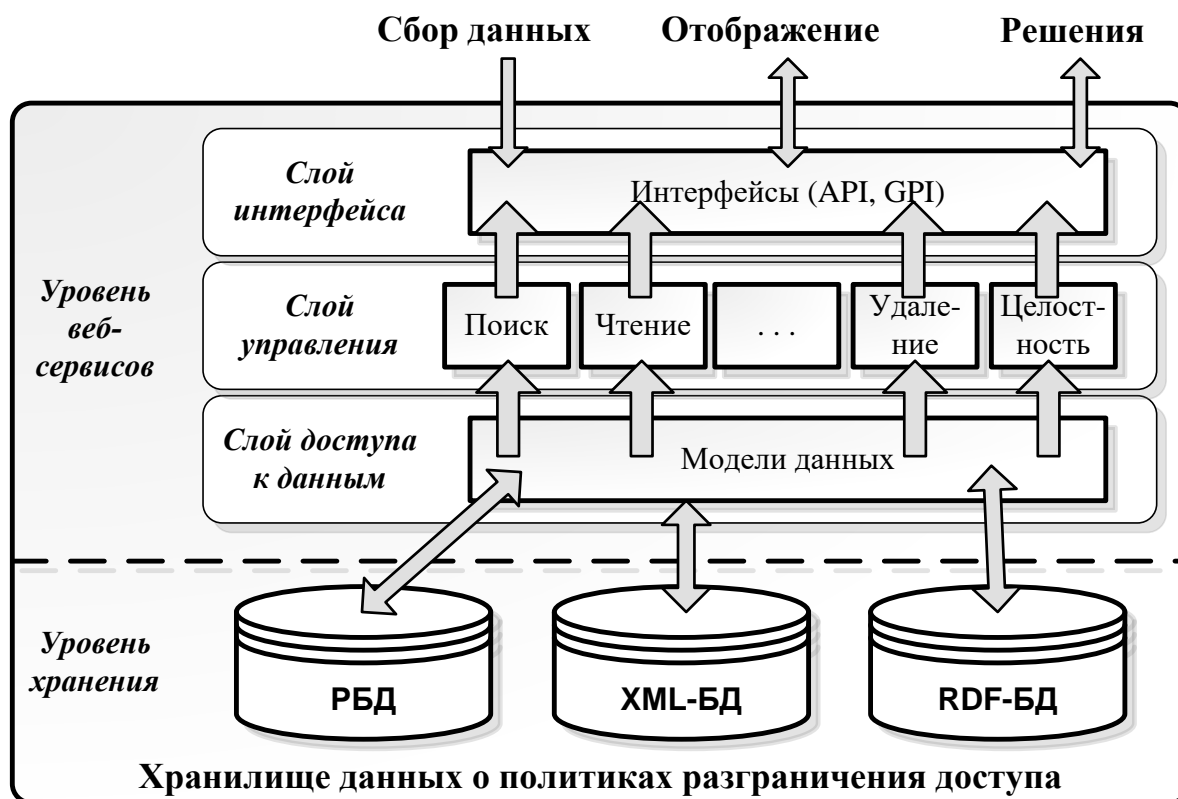 Сбор данных
Отображение
Решения
Слой
интерфейса
Интерфейсы (API, GPI)
Уровень
веб-
сервисов
Слой
управления
Поиск
Чтение
. . .
Удале-
ние
Целост-
ность
Слой доступа
к данным
Модели данных
Уровень
хранения
РБД
XML-БД
RDF-БД
Хранилище данных о политиках разграничения доступа